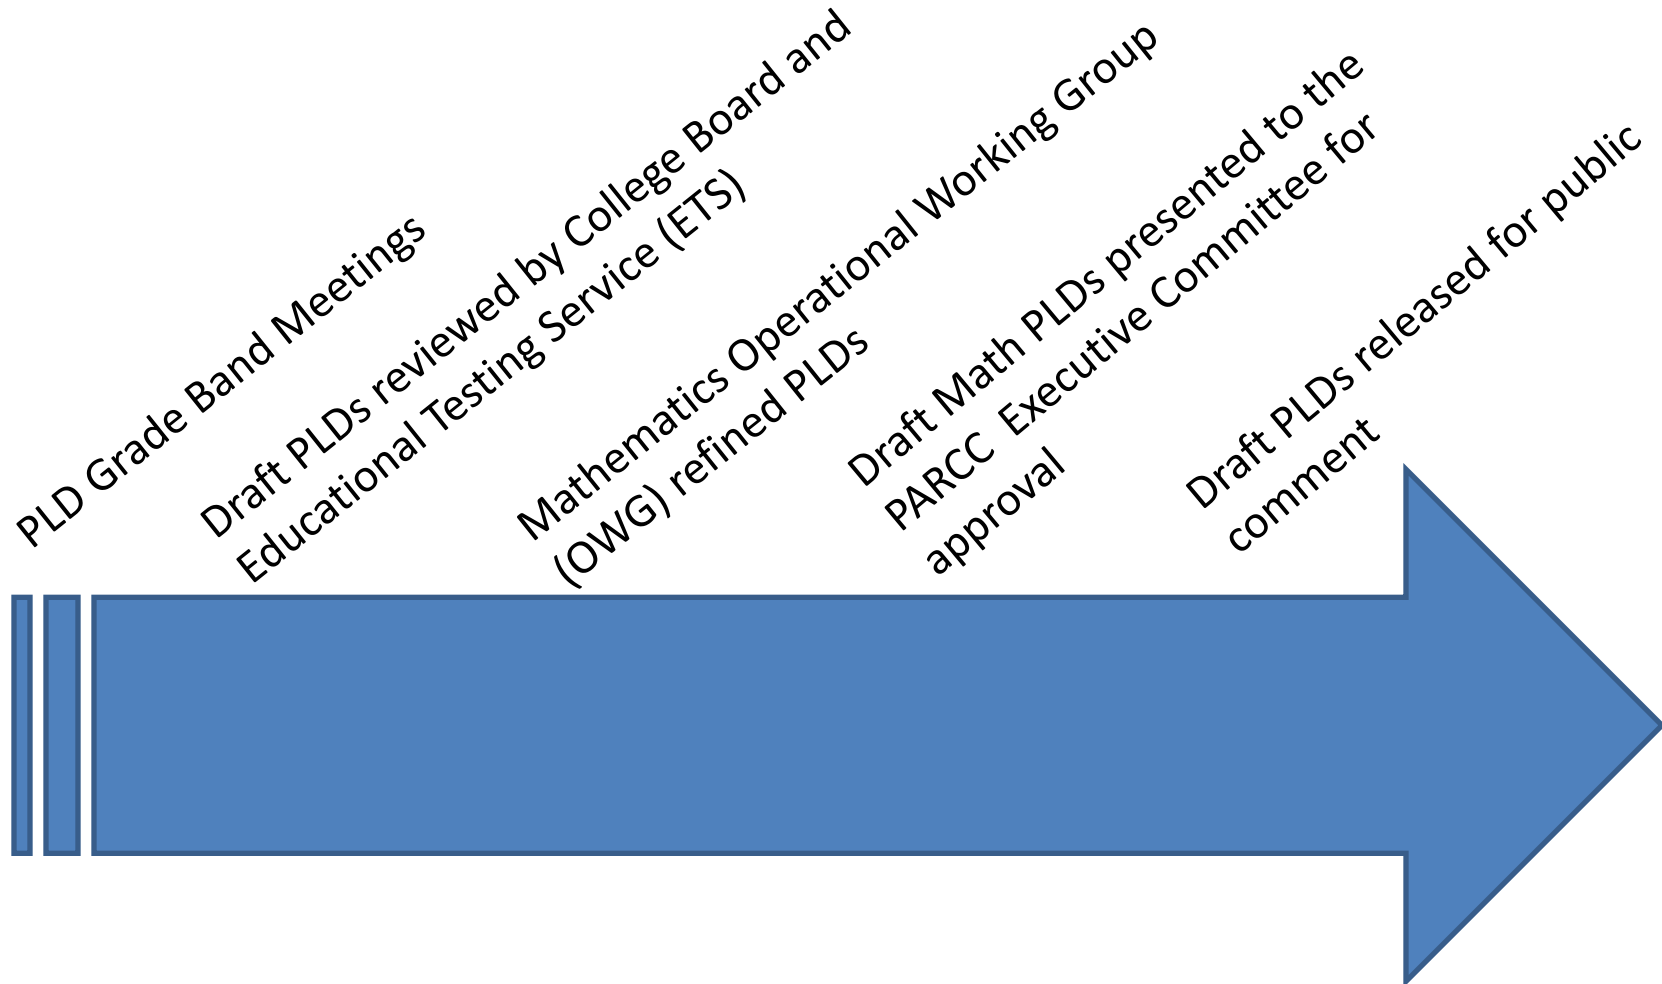 PLD Grade Band Meetings
Draft PLDs reviewed by College Board and
Educational Testing Service (ETS)
Mathematics Operational Working Group
(OWG) refined PLDs
Draft Math PLDs presented to the
PARCC Executive Committee for
approval
Draft PLDs released for public
comment